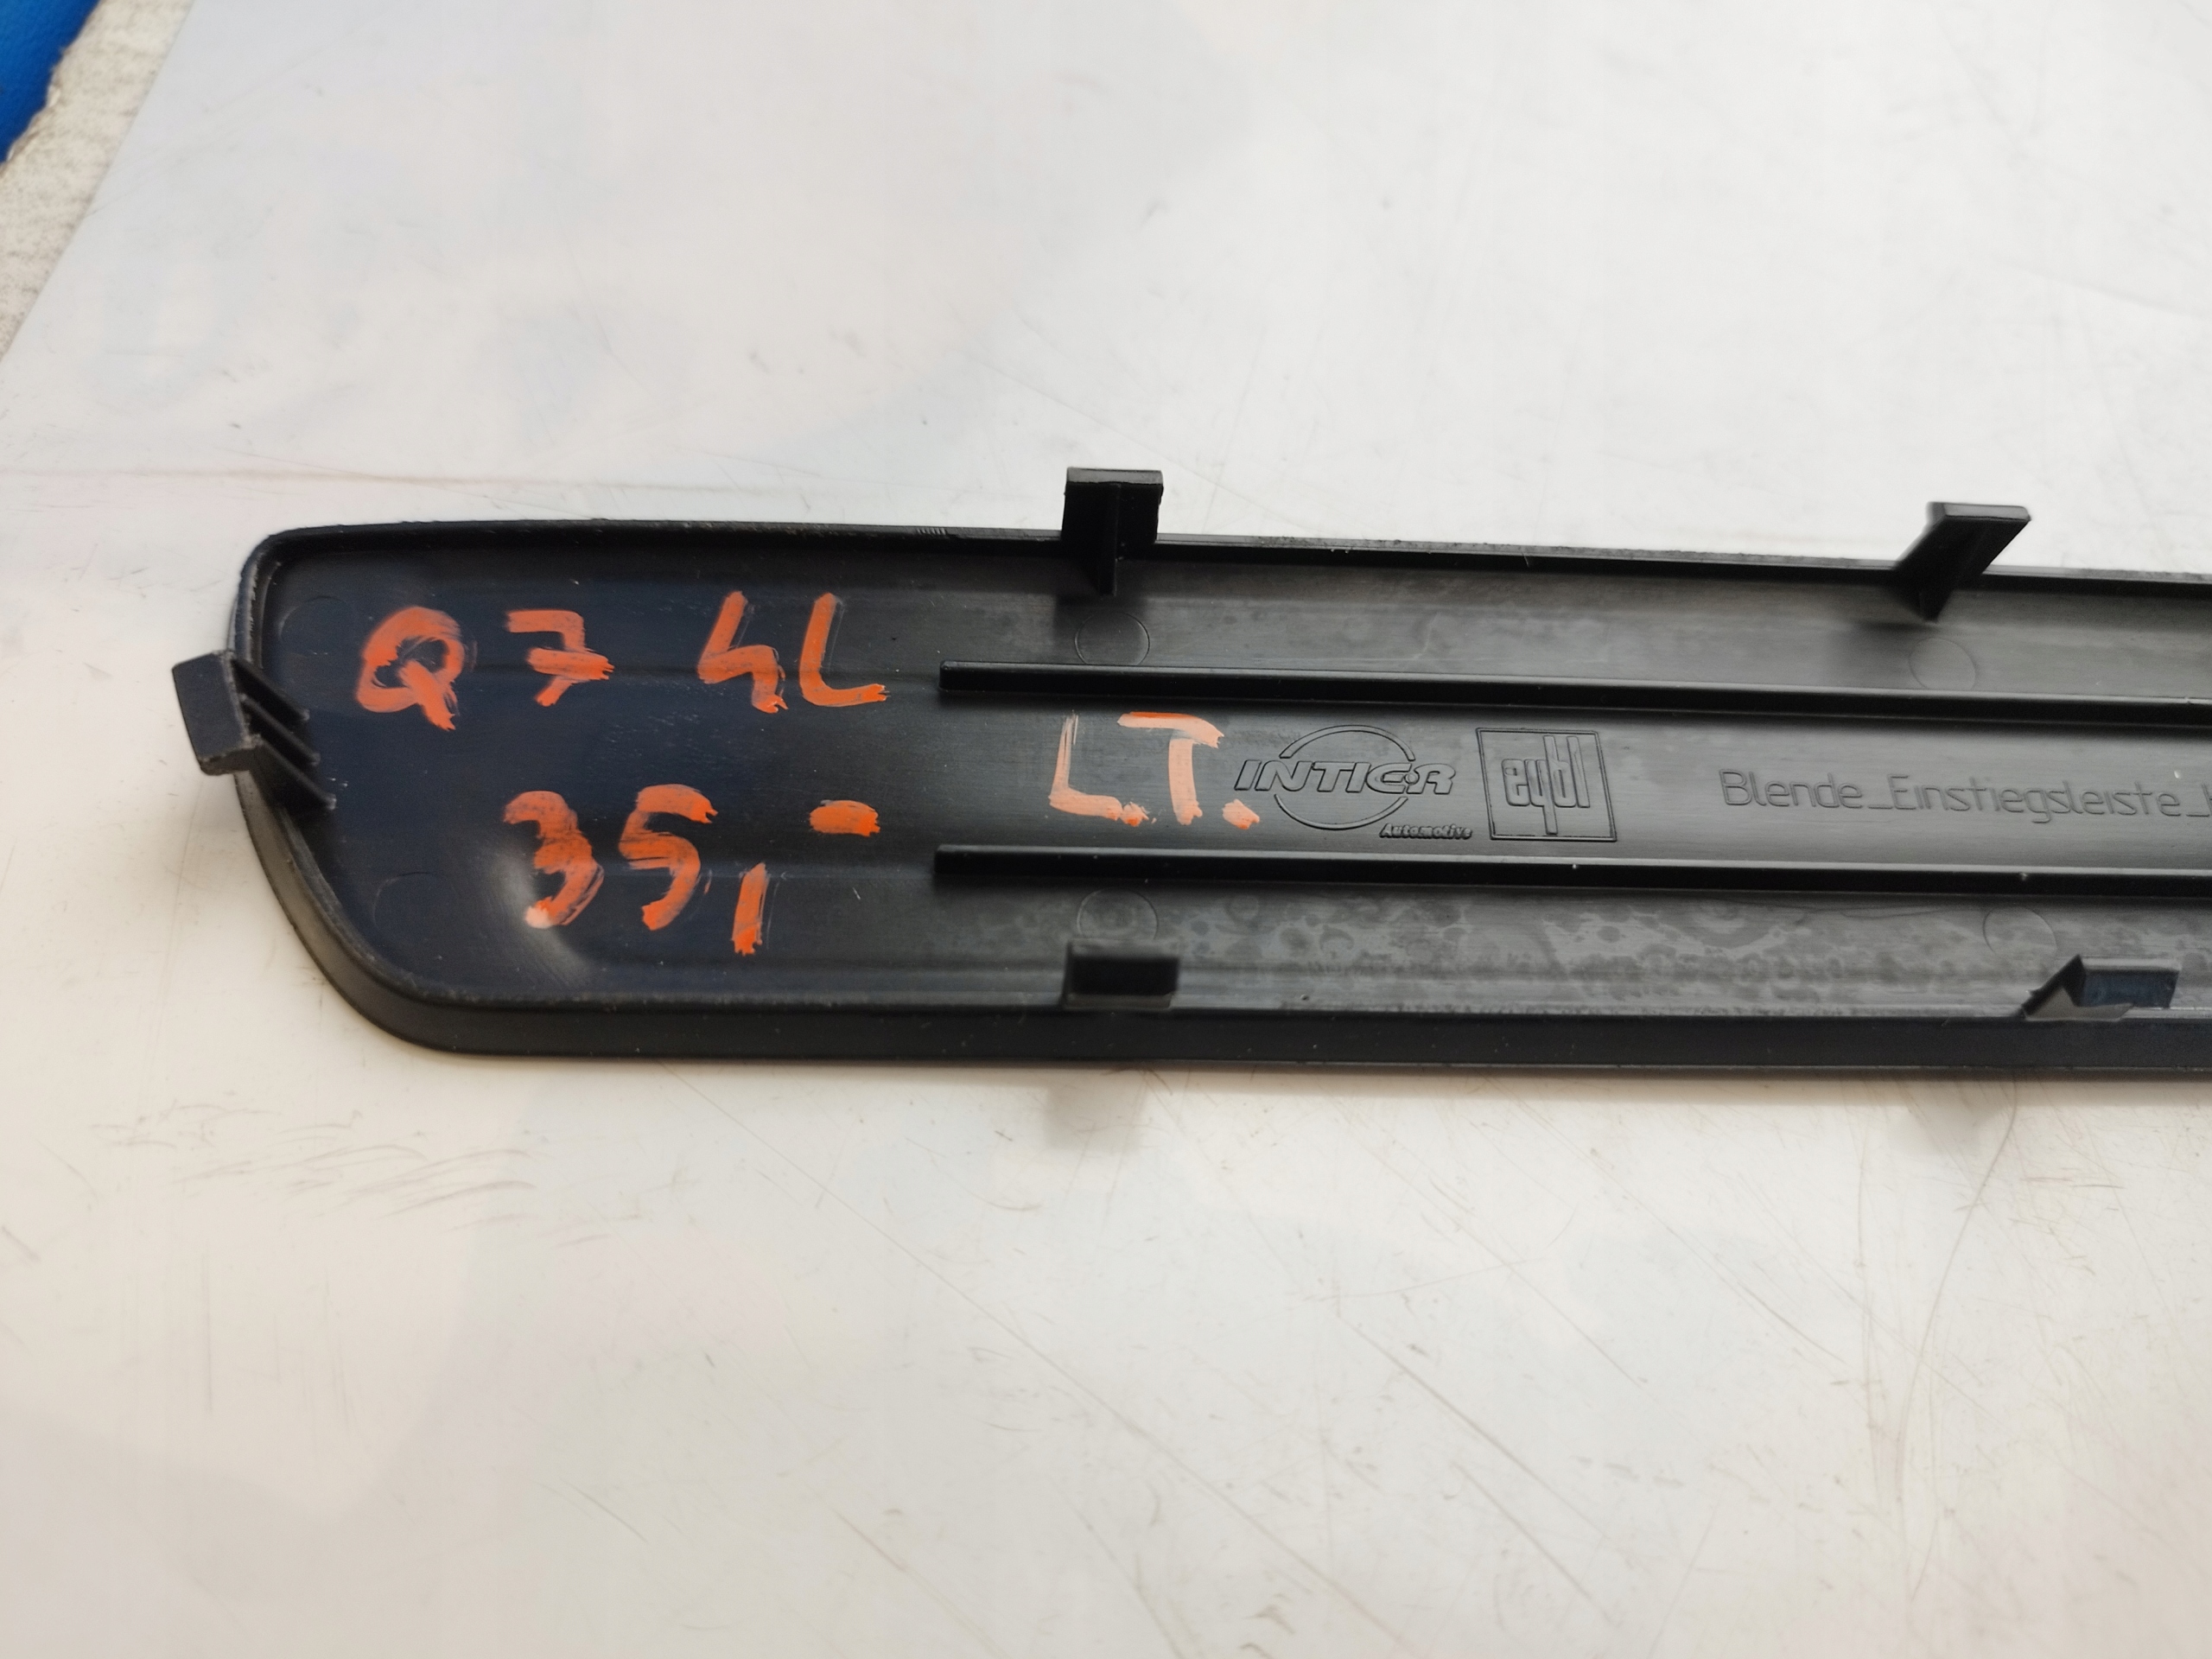 Q7 4L
L.T.
35,-
INTIER
Automotive
eybl
Blende_Einstiegsleiste_